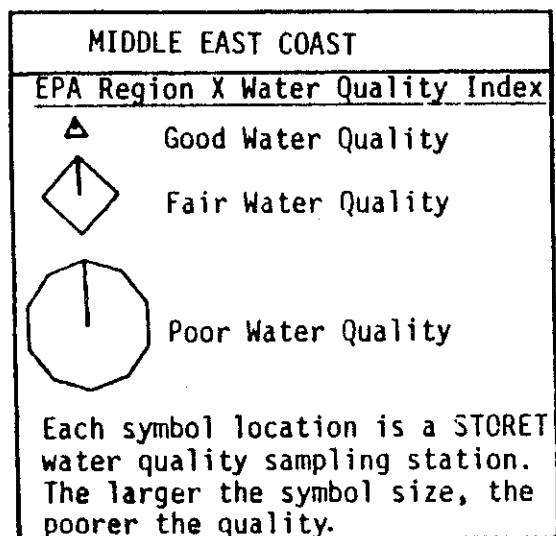 MIDDLE EAST COAST
EPA Region X Water Quality Index
Good Water Quality
Fair Water Quality
Poor Water Quality
Each symbol location is a STORET
water quality sampling station.
The larger the symbol size, the
poorer the quality.